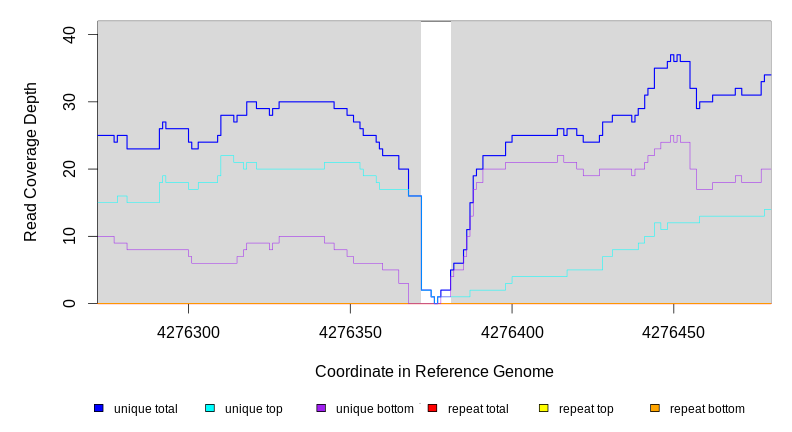 40
30
20
10
0
Read Coverage Depth
4276300 4276350 4276400 4276450
Coordinate in Reference Genome
unique total unique top unique bottom repeat total repeat top repeat bottom